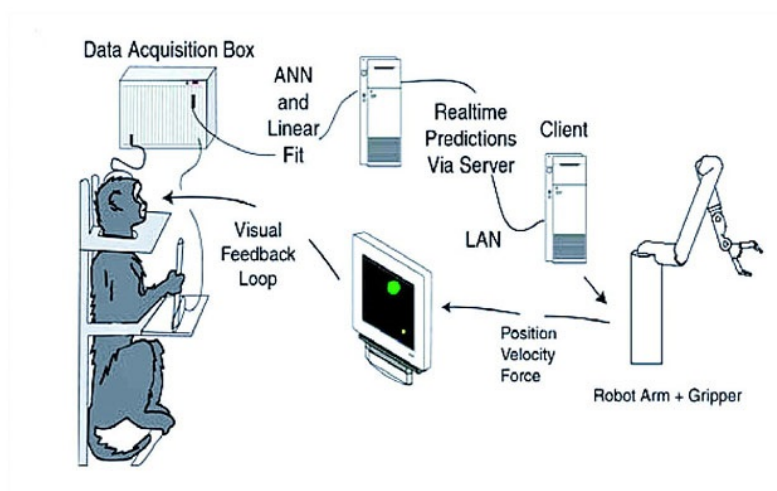 Data Acquisition Box
ANN
and
Linear
Fit
Realtime
Predictions
Via Server
Client
LAN
Visual
Feedback
Loop
Position
Velocity
Force
Robot Arm + Gripper